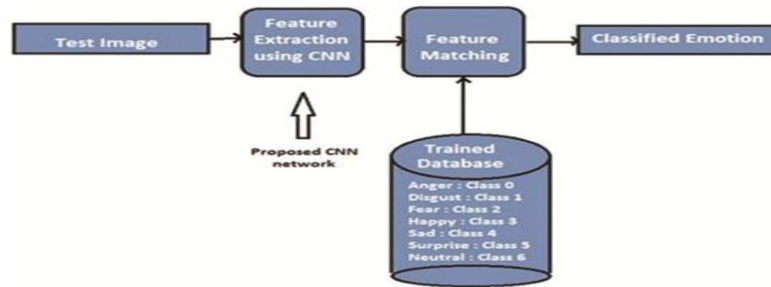 Test Image
Feature
Extraction
using CNN
Feature
Matching
Classified Emotion
Proposed CNN
network
Trained
Database
Anger : Class 0
Disgust : Class 1
Fear : Class 2
Happy : Class 3
Sad : Class 4
Surprise : Class 5
Neutral : Class 6